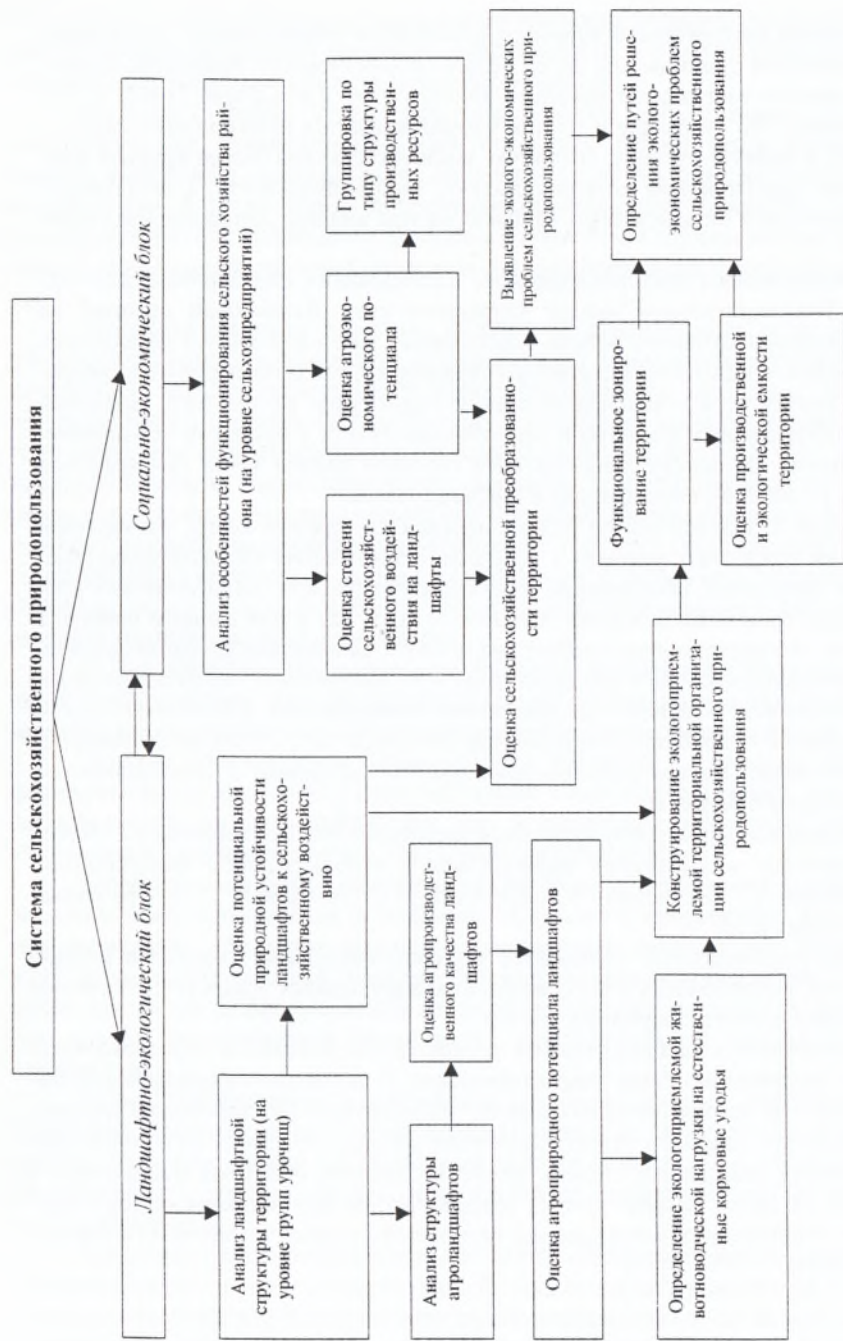 Система сельскохозяйственного природопользования
Ландшафтно-экологический блок
Социально-экономический блок
Анализ ландшафтной
структуры территории (на
уровне групп урочищ)
Оценка потенциальной
природной устойчивости
ландшафтов к сельскохо-
зяйственному воздейст-
вию
Анализ особенностей функционирования сельского хозяйства рай-
она (на уровне сельхозпредприятий)
Оценка степени
сельскохозяйст-
венного воздей-
ствия на ланд-
шафты
Оценка агроэко-
номического по-
тенциала
Группировка по
типу структуры
производствен-
ных ресурсов
Анализ структуры
агроландшафтов
Оценка агропроизводст-
венного качества ланд-
шафтов
Оценка сельскохозяйственной преобразованно-
сти территории
Выявление эколого-экономических
проблем сельскохозяйственного при-
родопользования
Оценка агроприродного потенциала ландшафтов
Определение экологоприемлемой жи-
вотноводческой нагрузки на естествен-
ные кормовые угодья
Конструирование экологоприем-
лемой территориальной организа-
ции сельскохозяйственного при-
родопользования
Функциональное зониро-
вание территории
Определение путей реше-
ния эколого-
экономических проблем
сельскохозяйственного
природопользования
Оценка производственной
и экологической емкости
территории